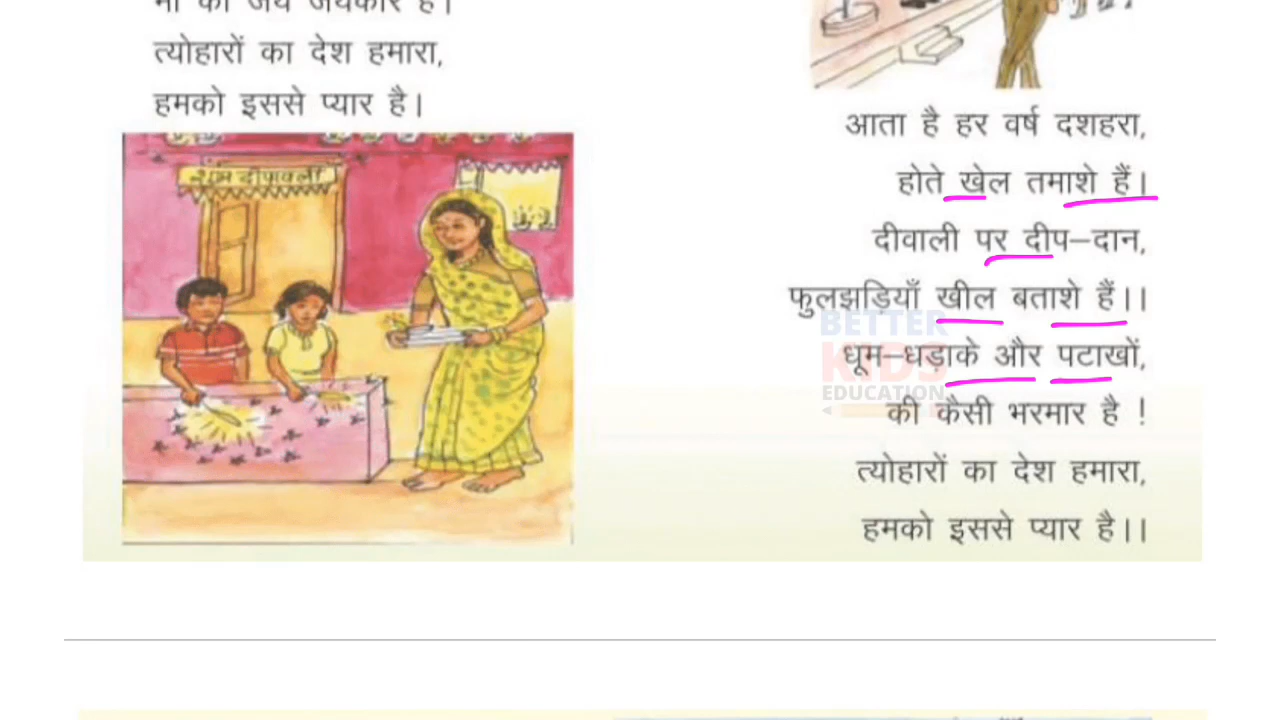 त्योहारों का देश हमारा,
हमको इससे प्यार है।
शुभ दीपावली
आता है हर वर्ष दशहरा,
होते खेल तमाशे हैं।
दीवाली पर दीप–दान,
फुलझड़ियाँ खील बताशे हैं।।
BETTER
KIDS
EDUCATION
धूम–धड़ाके और पटाखों,
की कैसी भरमार है !
त्योहारों का देश हमारा,
हमको इससे प्यार है।।